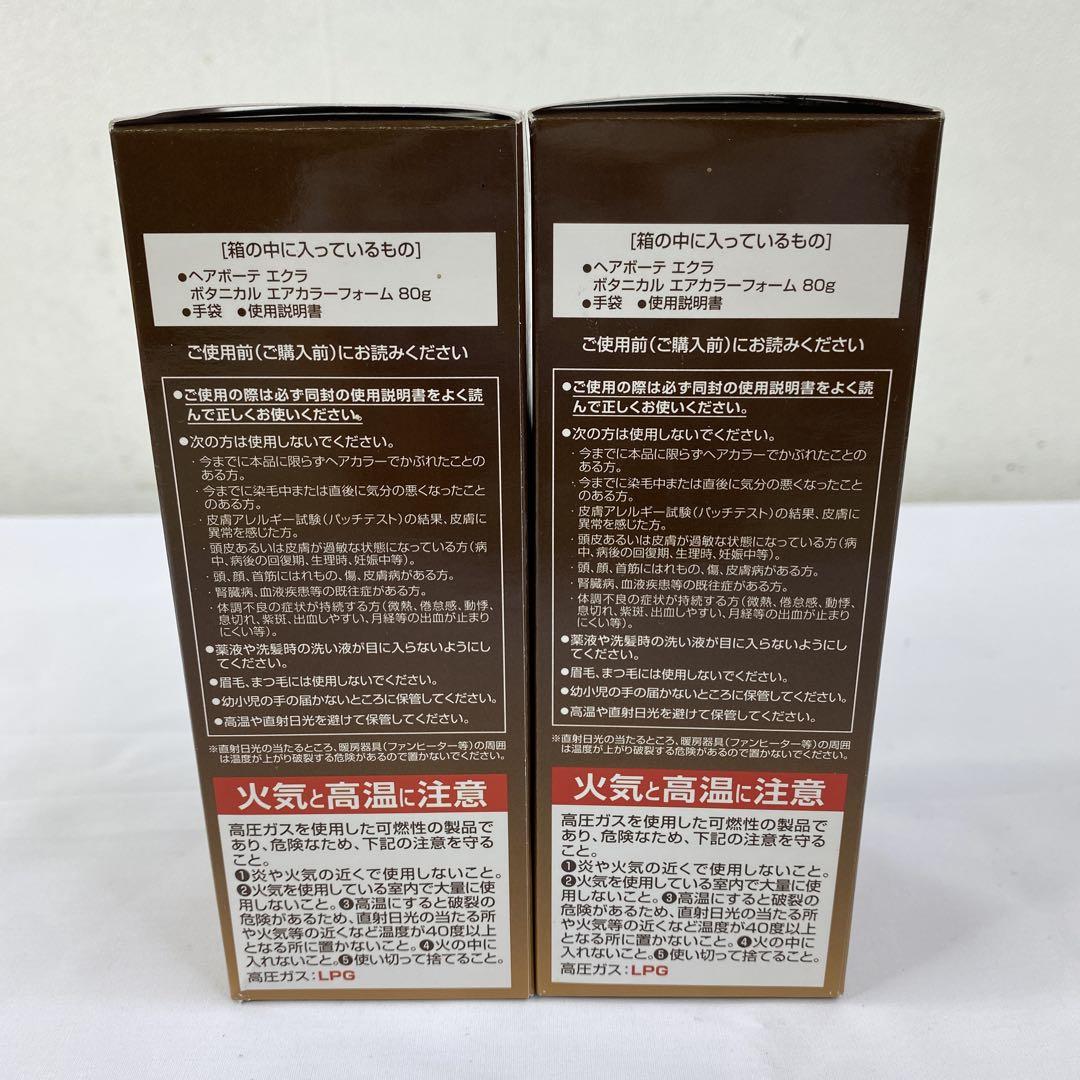 [箱の中に入っているもの]
●ヘアボーテ エクラ
ボタニカル エアカラーフォーム 80g
●手袋 ●使用説明書
ご使用前(ご購入前)にお読みください
●ご使用の際は必ず同封の使用説明書をよく読
んで正しくお使いください。
●次の方は使用しないでください。
・今までに本品に限らずヘアカラーでかぶれたことの
ある方。
・今までに染毛中または直後に気分の悪くなったこと
のある方。
・皮膚アレルギー試験(パッチテスト)の結果、皮膚に
異常を感じた方。
・頭皮あるいは皮膚が過敏な状態になっている方(病
中、病後の回復期、生理時、妊娠中等)。
・頭、顔、首筋にはれもの、傷、皮膚病がある方。
・腎臓病、血液疾患等の既往症がある方。
・体調不良の症状が持続する方(微熱、倦怠感、動悸、
息切れ、紫斑、出血しやすい、月経等の出血が止まり
にくい等)。
●薬液や洗髪時の洗い液が目に入らないようにし
てください。
●眉毛、まつ毛には使用しないでください。
●幼小児の手の届かないところに保管してください。
●高温や直射日光を避けて保管してください。
※直射日光の当たるところ、暖房器具(ファンヒーター等)の周囲
は温度が上がり破裂する危険があるので置かないでください。
火気と高温に注意
高圧ガスを使用した可燃性の製品で
あり、危険なため、下記の注意を守る
こと。
❶炎や火気の近くで使用しないこと。
❷火気を使用している室内で大量に使
用しないこと。❸高温にすると破裂の
危険があるため、直射日光の当たる所
や火気等の近くなど温度が40度以上
となる所に置かないこと。❹火の中に
入れないこと。❺使い切って捨てること。
高圧ガス:LPG
[箱の中に入っているもの]
●ヘアボーテ エクラ
ボタニカル エアカラーフォーム 80g
●手袋 ●使用説明書
ご使用前(ご購入前)にお読みください
●ご使用の際は必ず同封の使用説明書をよく読
んで正しくお使いください。
●次の方は使用しないでください。
・今までに本品に限らずヘアカラーでかぶれたことの
ある方。
・今までに染毛中または直後に気分の悪くなったこと
のある方。
・皮膚アレルギー試験(パッチテスト)の結果、皮膚に
異常を感じた方。
・頭皮あるいは皮膚が過敏な状態になっている方(病
中、病後の回復期、生理時、妊娠中等)。
・頭、顔、首筋にはれもの、傷、皮膚病がある方。
・腎臓病、血液疾患等の既往症がある方。
・体調不良の症状が持続する方(微熱、倦怠感、動悸、
息切れ、紫斑、出血しやすい、月経等の出血が止まり
にくい等)。
●薬液や洗髪時の洗い液が目に入らないようにし
てください。
●眉毛、まつ毛には使用しないでください。
●幼小児の手の届かないところに保管してください。
●高温や直射日光を避けて保管してください。
※直射日光の当たるところ、暖房器具(ファンヒーター等)の周囲
は温度が上がり破裂する危険があるので置かないでください。
火気と高温に注意
高圧ガスを使用した可燃性の製品で
あり、危険なため、下記の注意を守る
こと。
❶炎や火気の近くで使用しないこと。
❷火気を使用している室内で大量に使
用しないこと。❸高温にすると破裂の
危険があるため、直射日光の当たる所
や火気等の近くなど温度が40度以上
となる所に置かないこと。❹火の中に
入れないこと。❺使い切って捨てること。
高圧ガス:LPG